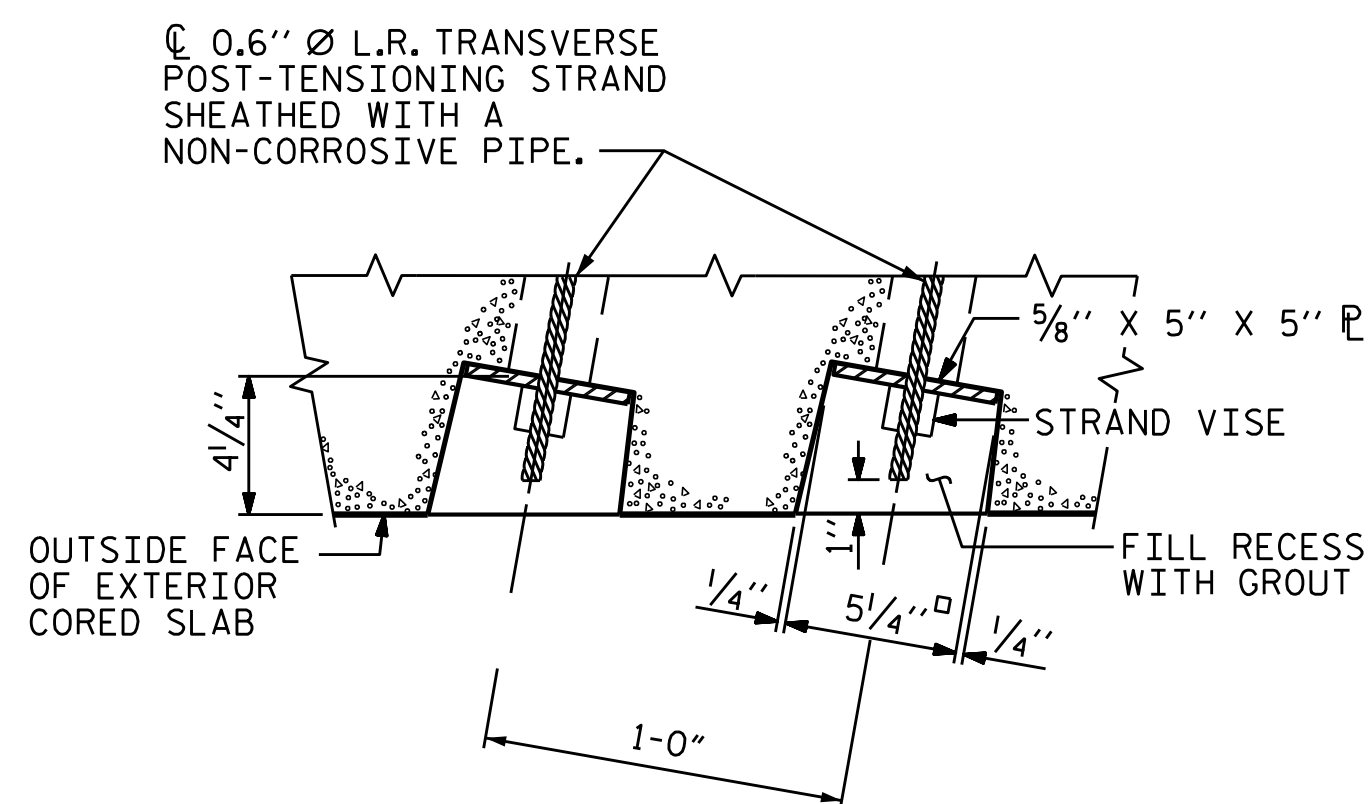 ℄ 0.6" Ø L.R. TRANSVERSE
POST-TENSIONING STRAND
SHEATHED WITH A
NON-CORROSIVE PIPE.
5/8" X 5" X 5" ⅊
4 1/4"
STRAND VISE
1"
OUTSIDE FACE
OF EXTERIOR
CORED SLAB
FILL RECESS
WITH GROUT
1/4"
5 1/4" □
1/4"
1-0"